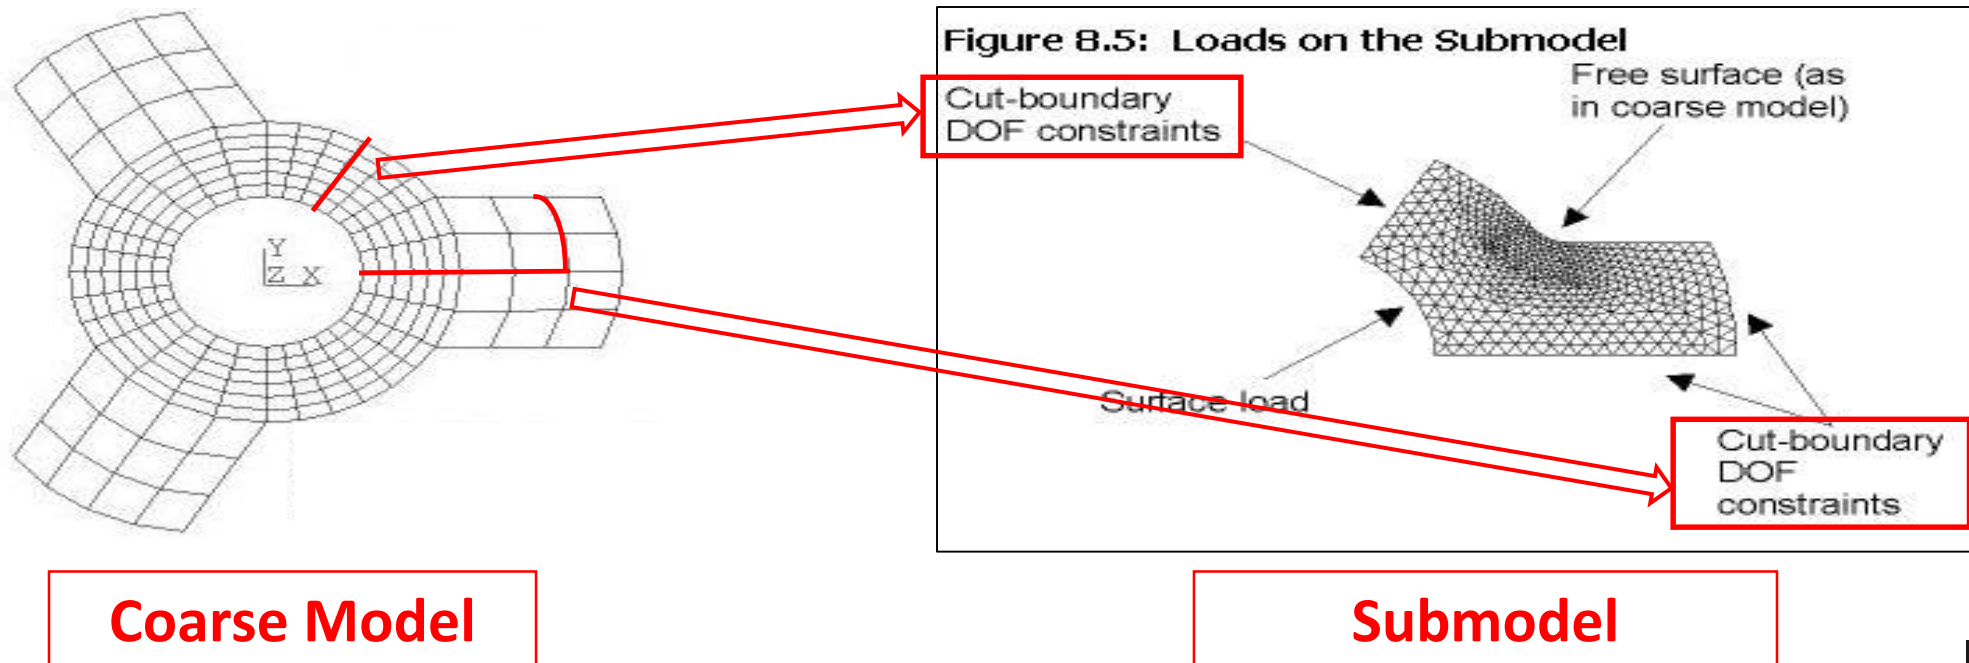 Y
Z X
Figure 8.5: Loads on the Submodel
Cut-boundary
DOF constraints
Free surface (as
in coarse model)
Surface load
Cut-boundary
DOF
constraints
Coarse Model
Submodel